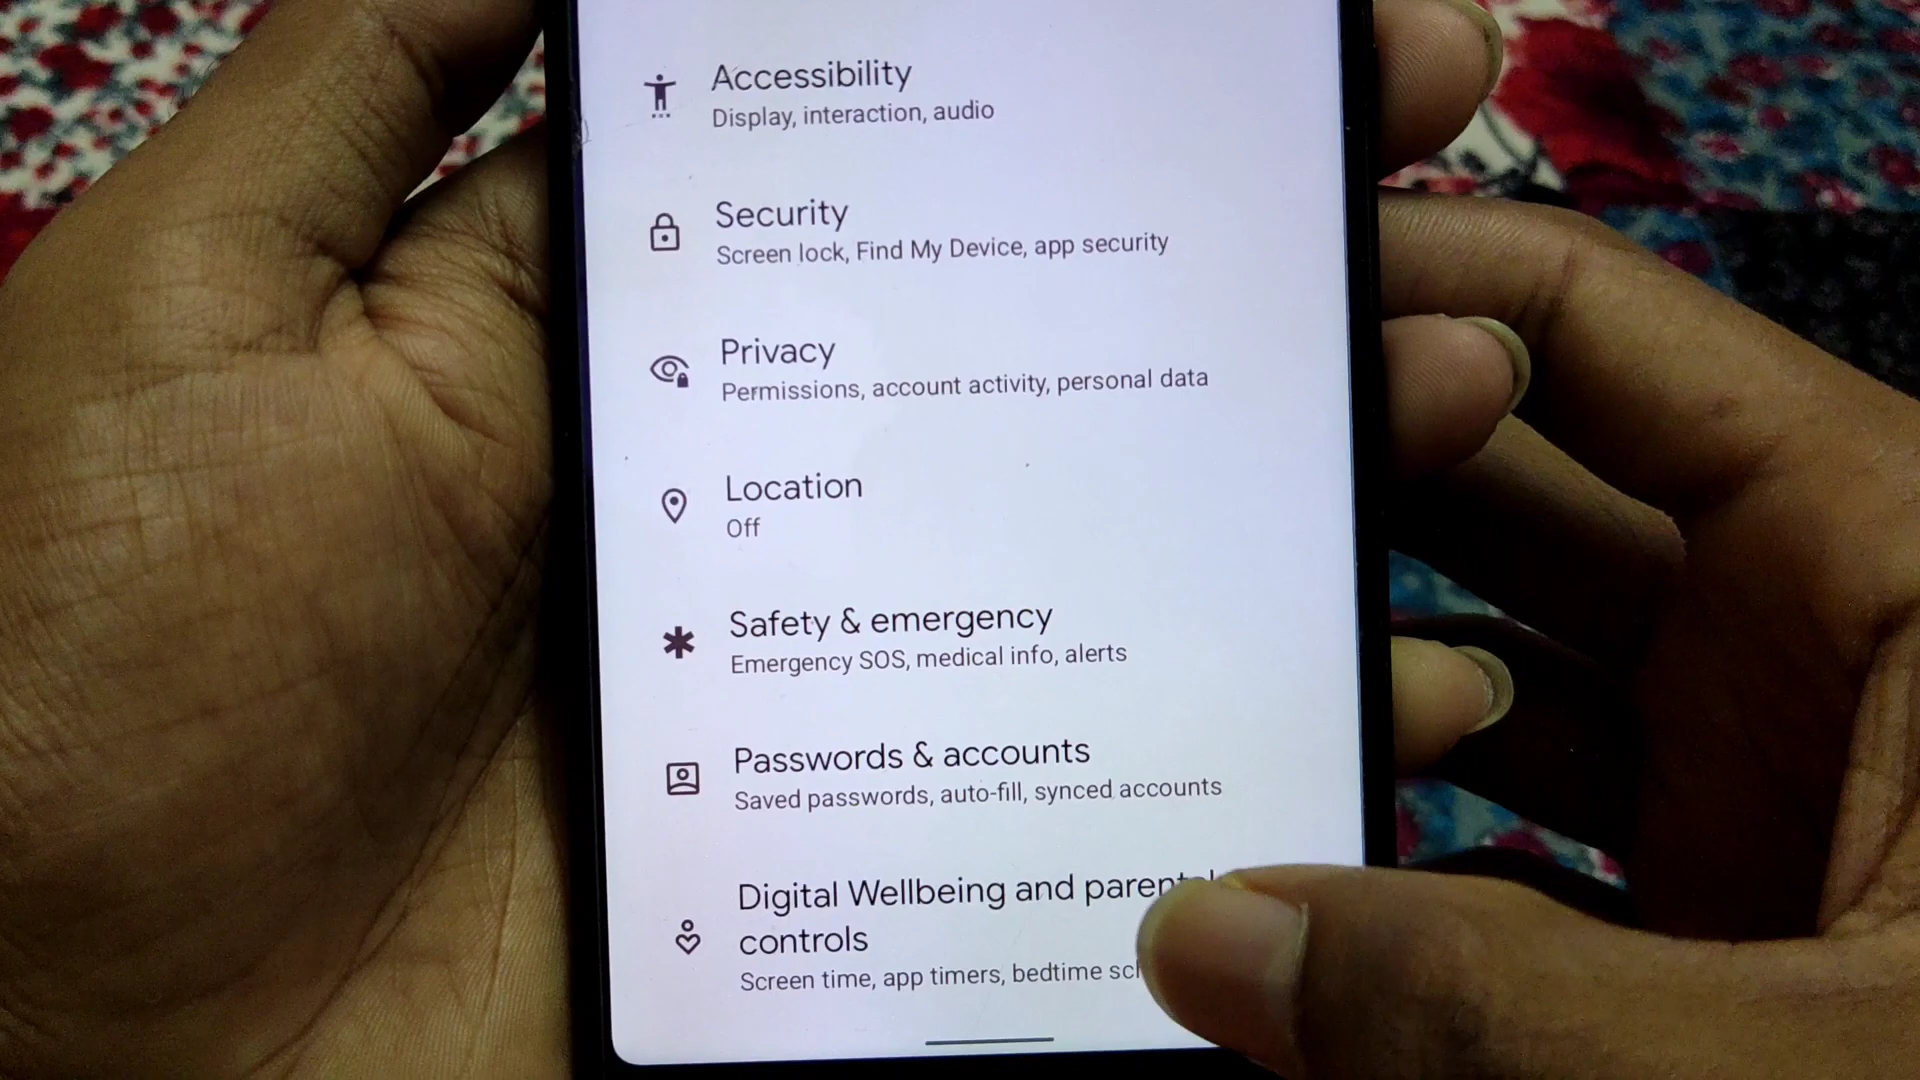 Accessibility
Display, interaction, audio
Security
Screen lock, Find My Device, app security
Privacy
Permissions, account activity, personal data
Location
Off
Safety & emergency
Emergency SOS, medical info, alerts
Passwords & accounts
Saved passwords, auto-fill, synced accounts
Digital Wellbeing and parental
controls
Screen time, app timers, bedtime